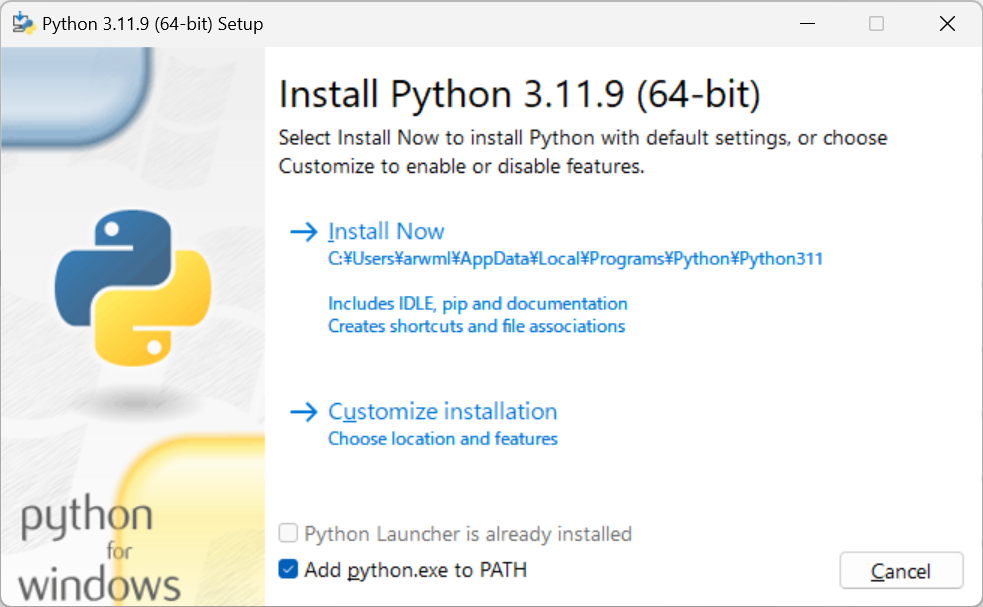 Python 3.11.9 (64-bit) Setup
Install Python 3.11.9 (64-bit)
Select Install Now to install Python with default settings, or choose
Customize to enable or disable features.
Install Now
C:¥Users¥arwml¥AppData¥Local¥Programs¥Python¥Python311
Includes IDLE, pip and documentation
Creates shortcuts and file associations
Customize installation
Choose location and features
Python Launcher is already installed
Add python.exe to PATH
Cancel
python
for
windows